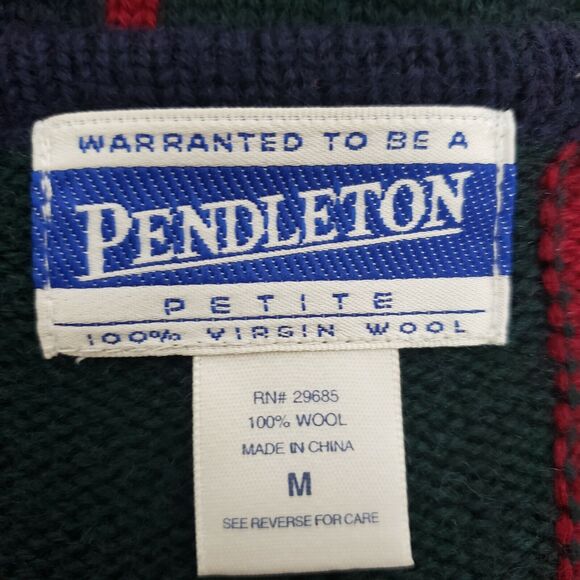 WARRANTED TO BE A
PENDLETON
PETITE
100% VIRGIN WOOL
RN# 29685
100% WOOL
MADE IN CHINA
M
SEE REVERSE FOR CARE